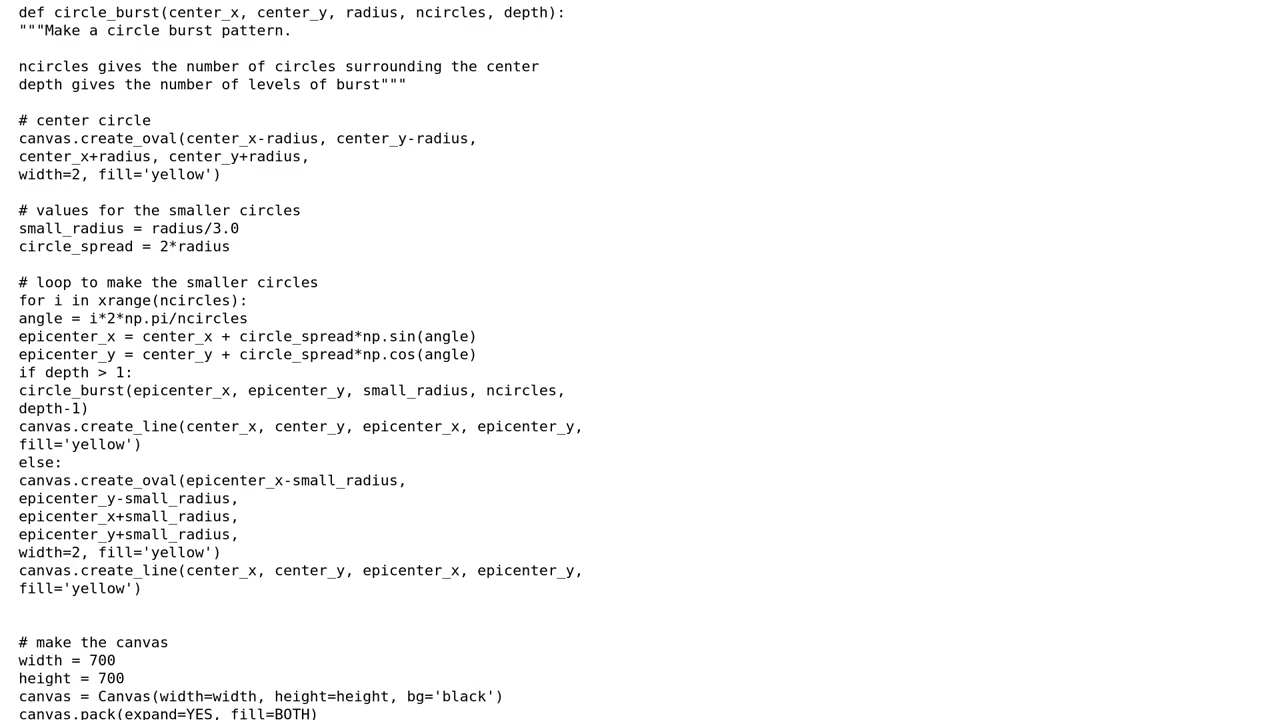 def circle_burst(center_x, center_y, radius, ncircles, depth):
"""Make a circle burst pattern.
ncircles gives the number of circles surrounding the center
depth gives the number of levels of burst"""
# center circle
canvas.create_oval(center_x-radius, center_y-radius,
center_x+radius, center_y+radius,
width=2, fill='yellow')
# values for the smaller circles
small_radius = radius/3.0
circle_spread = 2*radius
# loop to make the smaller circles
for i in xrange(ncircles):
angle = i*2*np.pi/ncircles
epicenter_x = center_x + circle_spread*np.sin(angle)
epicenter_y = center_y + circle_spread*np.cos(angle)
if depth > 1:
circle_burst(epicenter_x, epicenter_y, small_radius, ncircles,
depth-1)
canvas.create_line(center_x, center_y, epicenter_x, epicenter_y,
fill='yellow')
else:
canvas.create_oval(epicenter_x-small_radius,
epicenter_y-small_radius,
epicenter_x+small_radius,
epicenter_y+small_radius,
width=2, fill='yellow')
canvas.create_line(center_x, center_y, epicenter_x, epicenter_y,
fill='yellow')
# make the canvas
width = 700
height = 700
canvas = Canvas(width=width, height=height, bg='black')
canvas.pack(expand=YES, fill=BOTH)